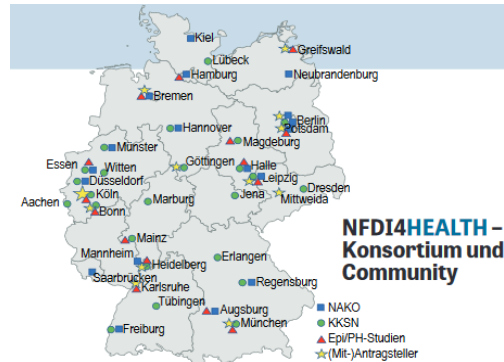 Kiel
Greifswald
Lübeck
Hamburg
Neubrandenburg
Bremen
Berlin
Hannover
Potsdam
Münster
Magdeburg
Essen
Witten
Göttingen
Halle
Düsseldorf
Leipzig
Köln
Dresden
Aachen
Marburg
Jena
Mittweida
Bonn
NFDI4HEALTH –
Konsortium und
Community
Mainz
Mannheim
Erlangen
Heidelberg
Saarbrücken
Regensburg
Karlsruhe
Tübingen
NAKO
Augsburg
KKSN
München
Freiburg
Epi/PH-Studien
(Mit-)Antragsteller